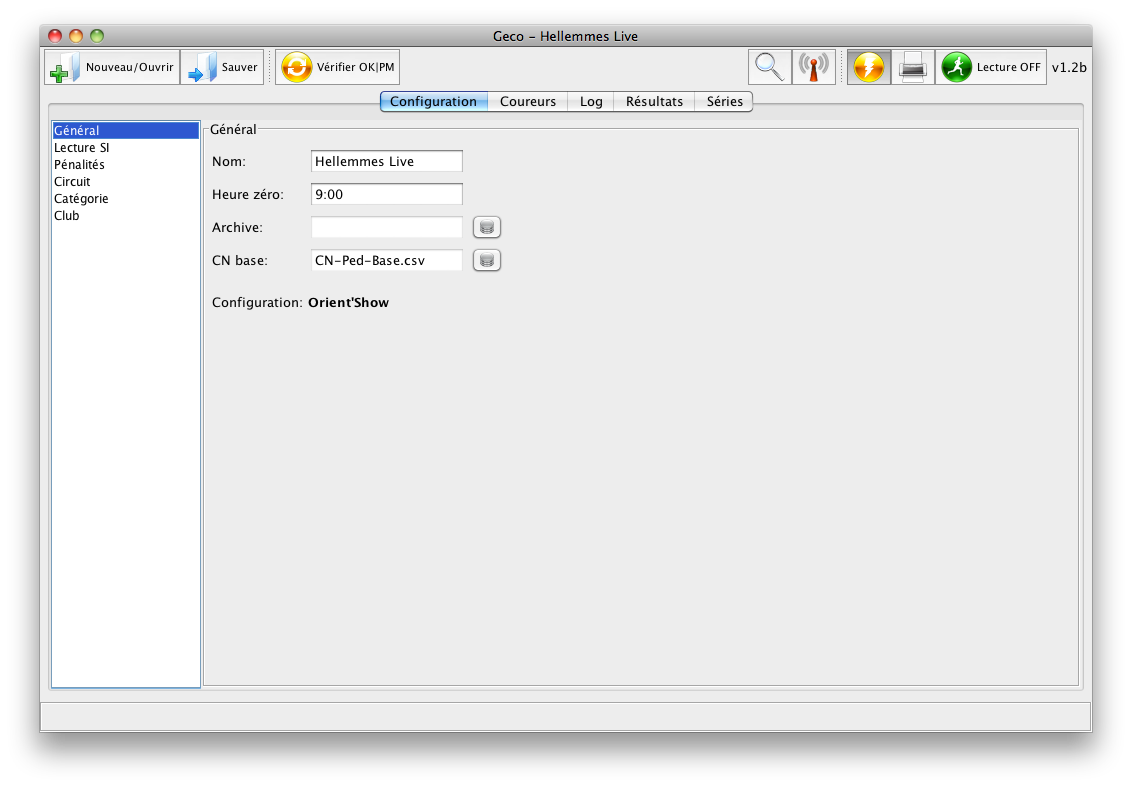 Geco – Hellemmes Live
Nouveau/Ouvrir Sauver Vérifier OK|PM Lecture OFF v1.2b
Configuration Coureurs Log Résultats Séries
Général
Lecture SI
Pénalités
Circuit
Catégorie
Club
Général
Nom: Hellemmes Live
Heure zéro: 9:00
Archive:
CN base: CN-Ped-Base.csv
Configuration: Orient'Show